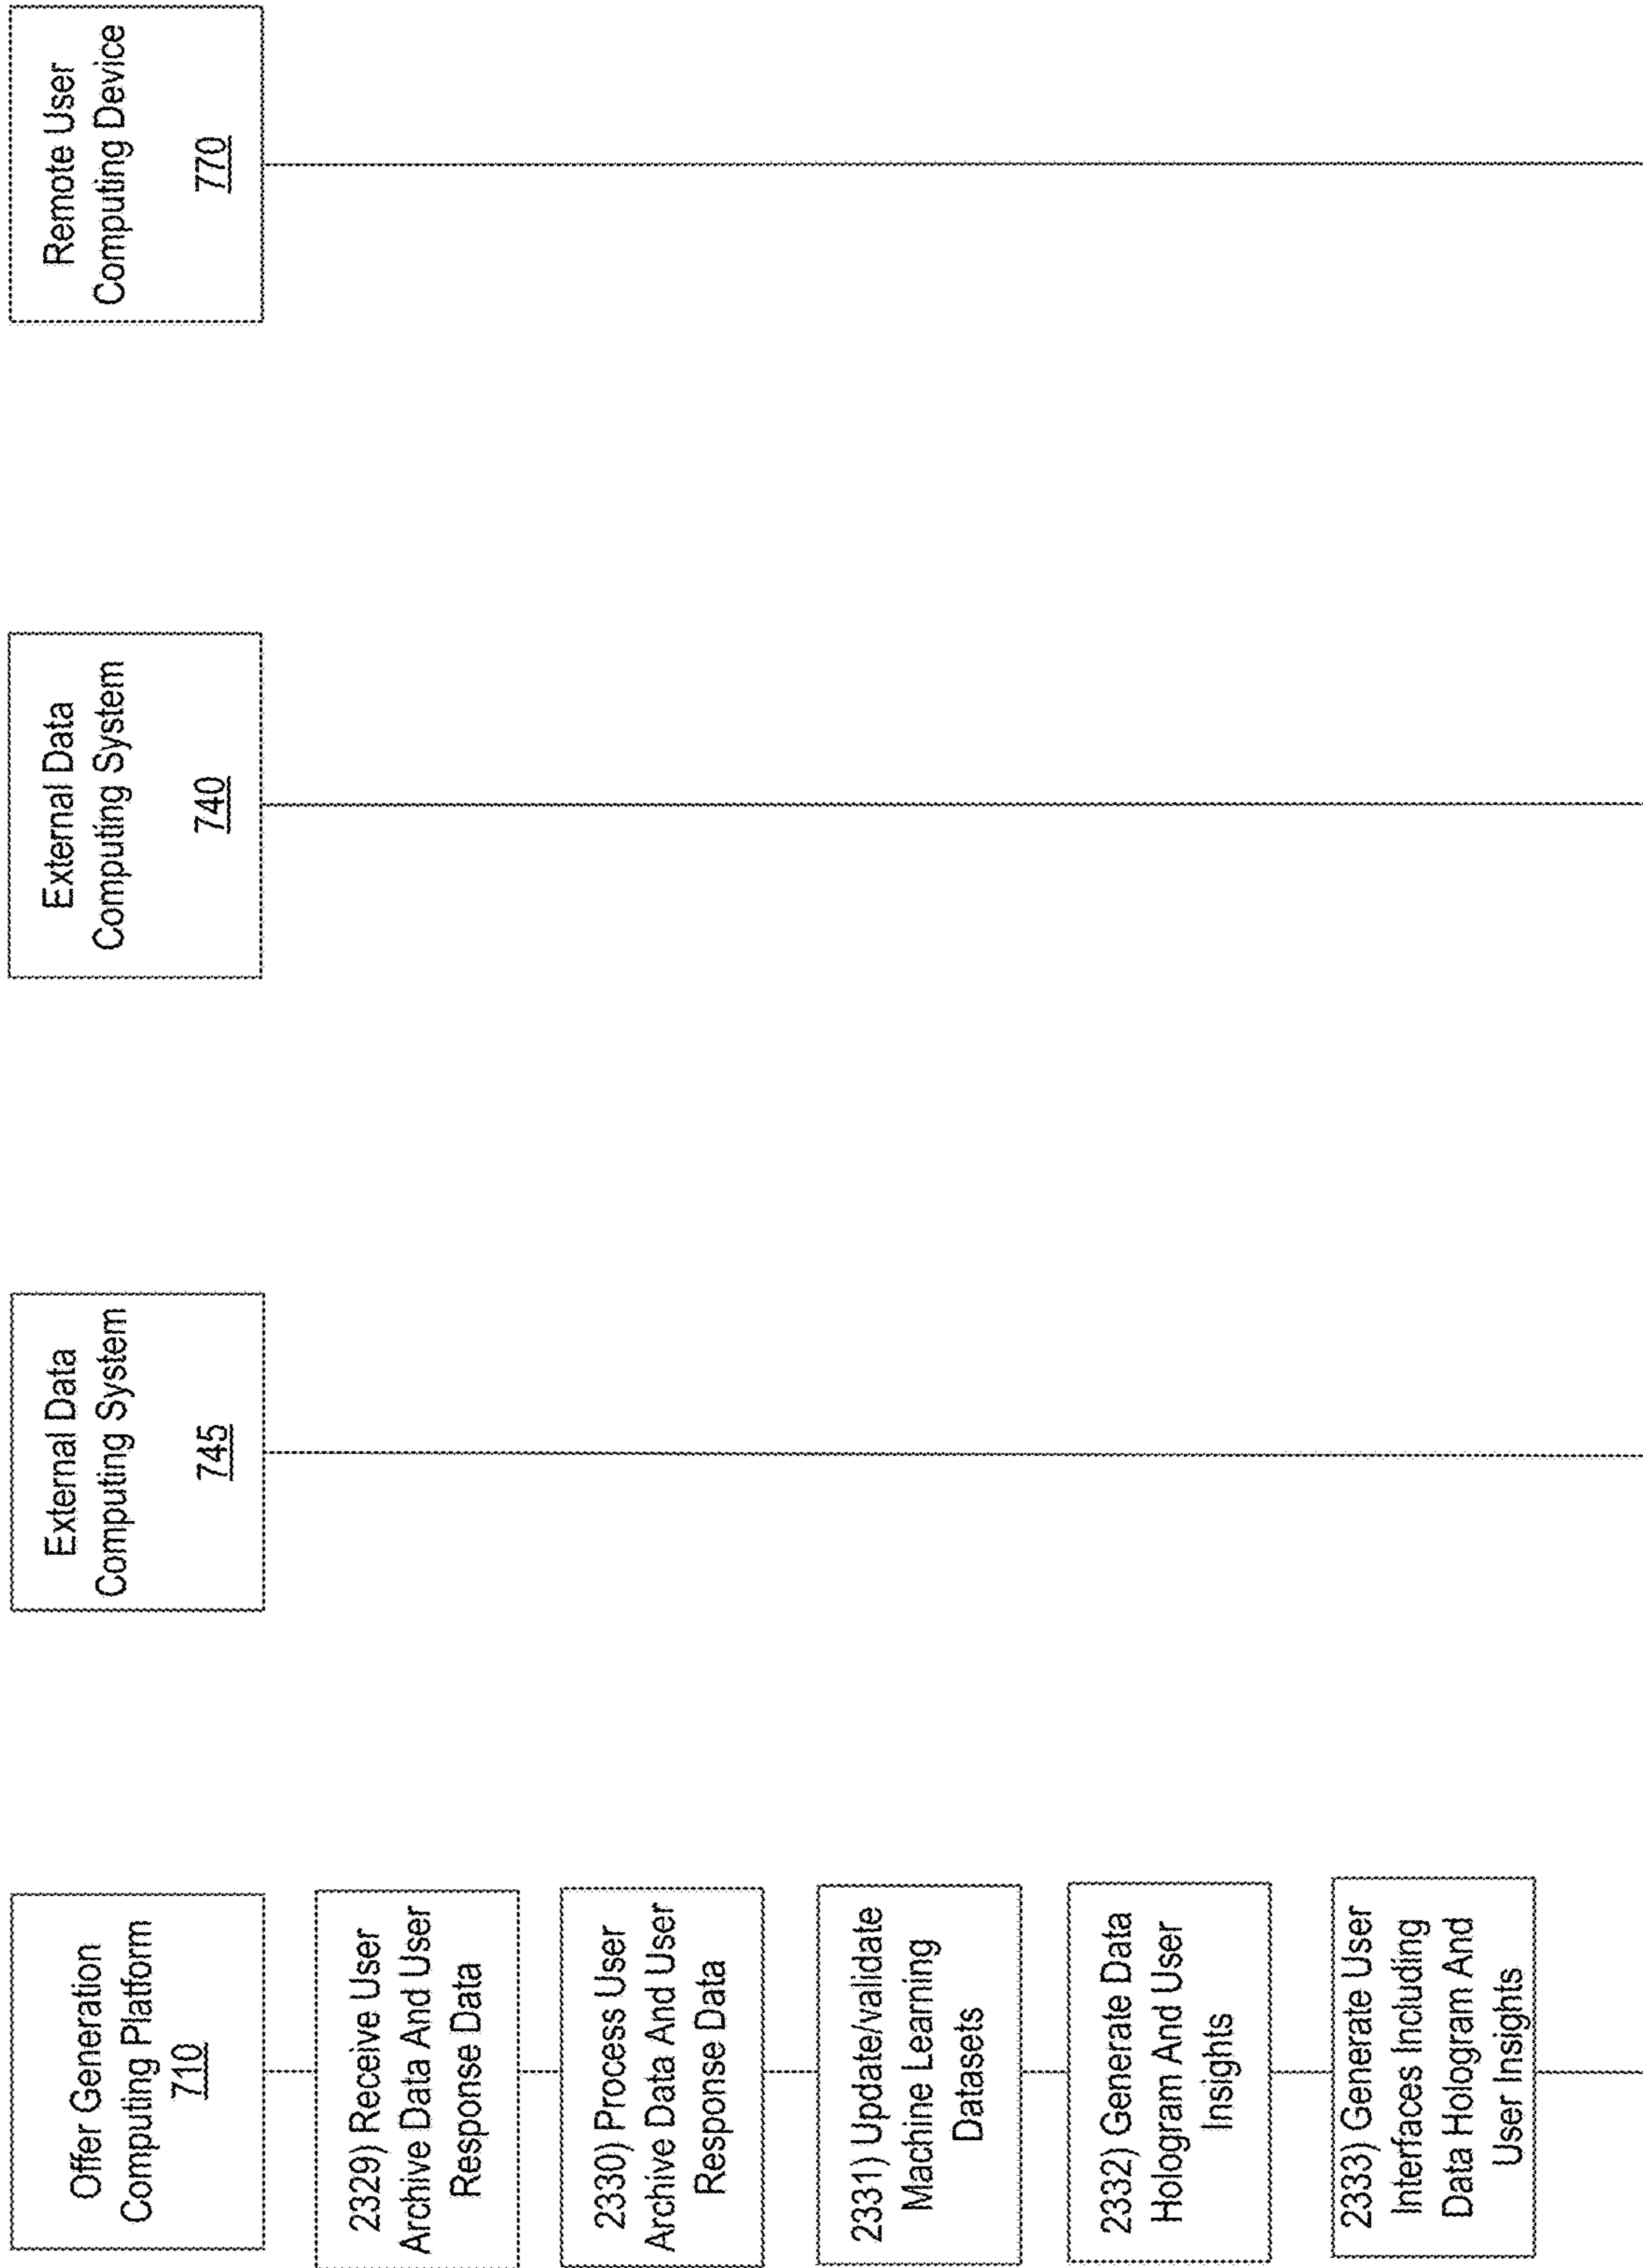 Offer Generation
Computing Platform
710
External Data
Computing System
745
External Data
Computing System
740
Remote User
Computing Device
770
2329) Receive User
Archive Data And User
Response Data
2330) Process User
Archive Data And User
Response Data
2331) Update/validate
Machine Learning
Datasets
2332) Generate Data
Hologram And User
Insights
2333) Generate User
Interfaces Including
Data Hologram And
User Insights